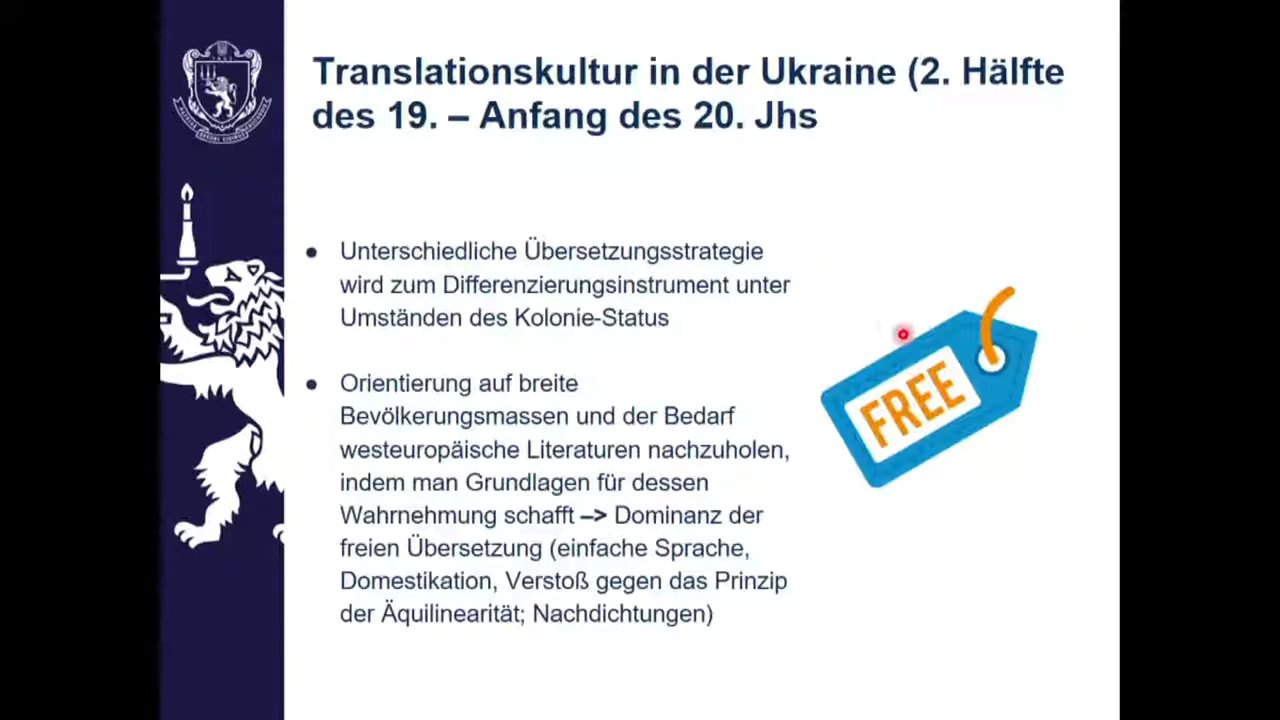 Translationskultur in der Ukraine (2. Hälfte
des 19. – Anfang des 20. Jhs
● Unterschiedliche Übersetzungsstrategie
wird zum Differenzierungsinstrument unter
Umständen des Kolonie-Status
● Orientierung auf breite
Bevölkerungsmassen und der Bedarf
westeuropäische Literaturen nachzuholen,
indem man Grundlagen für dessen
Wahrnehmung schafft –> Dominanz der
freien Übersetzung (einfache Sprache,
Domestikation, Verstoß gegen das Prinzip
der Äquilinearität; Nachdichtungen)
FREE